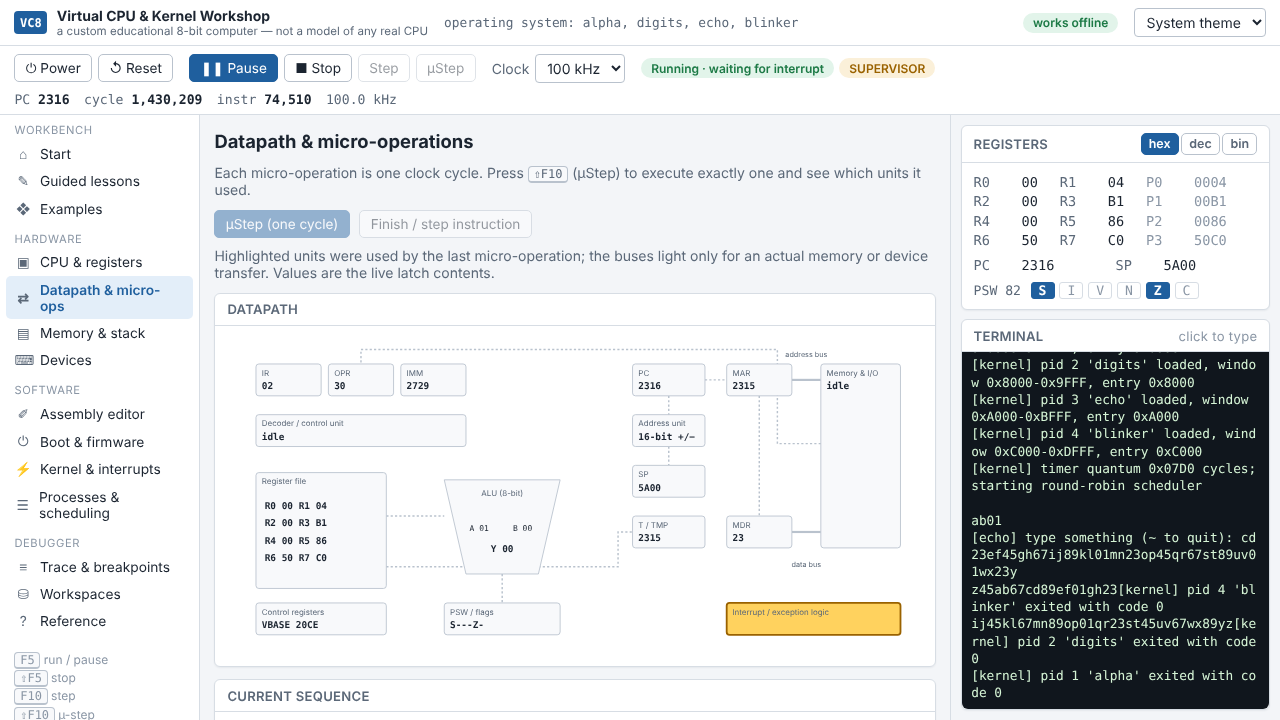 VC8
Virtual CPU & Kernel Workshop
a custom educational 8-bit computer — not a model of any real CPU
operating system: alpha, digits, echo, blinker
works offline
System theme
⏻ Power
↺ Reset
❚❚ Pause
■ Stop
Step
µStep
Clock
100 kHz
Running · waiting for interrupt
SUPERVISOR
PC 2316 cycle 1,430,209 instr 74,510 100.0 kHz
WORKBENCH
⌂ Start
✎ Guided lessons
❖ Examples
HARDWARE
▣ CPU & registers
⇄ Datapath & micro-
ops
▤ Memory & stack
⌨ Devices
SOFTWARE
✐ Assembly editor
⏻ Boot & firmware
⚡ Kernel & interrupts
☰ Processes &
scheduling
DEBUGGER
≡ Trace & breakpoints
⛁ Workspaces
? Reference
F5 run / pause
⇧F5 stop
F10 step
⇧F10 µ-step
Datapath & micro-operations
Each micro-operation is one clock cycle. Press ⇧F10 (µStep) to execute exactly one and see which units it
used.
µStep (one cycle)
Finish / step instruction
Highlighted units were used by the last micro-operation; the buses light only for an actual memory or device
transfer. Values are the live latch contents.
DATAPATH
address bus
IR
02
OPR
30
IMM
2729
PC
2316
MAR
2315
Memory & I/O
idle
Decoder / control unit
idle
Address unit
16-bit +/−
Register file
R0 00 R1 04
R2 00 R3 B1
R4 00 R5 86
R6 50 R7 C0
ALU (8-bit)
A 01 B 00
Y 00
SP
5A00
T / TMP
2315
MDR
23
data bus
Control registers
VBASE 20CE
PSW / flags
S---Z-
Interrupt / exception logic
CURRENT SEQUENCE
REGISTERS
hex dec bin
R0 00 R1 04 P0 0004
R2 00 R3 B1 P1 00B1
R4 00 R5 86 P2 0086
R6 50 R7 C0 P3 50C0
PC 2316 SP 5A00
PSW 82 S I V N Z C
TERMINAL
click to type
[kernel] pid 2 'digits' loaded, windo
w 0x8000-0x9FFF, entry 0x8000
[kernel] pid 3 'echo' loaded, window
0xA000-0xBFFF, entry 0xA000
[kernel] pid 4 'blinker' loaded, wind
ow 0xC000-0xDFFF, entry 0xC000
[kernel] timer quantum 0x07D0 cycles;
starting round-robin scheduler
ab01
[echo] type something (~ to quit): cd
23ef45gh67ij89kl01mn23op45qr67st89uv0
1wx23y
z45ab67cd89ef01gh23[kernel] pid 4 'bl
inker' exited with code 0
ij45kl67mn89op01qr23st45uv67wx89yz[ke
rnel] pid 2 'digits' exited with code
0
[kernel] pid 1 'alpha' exited with co
de 0